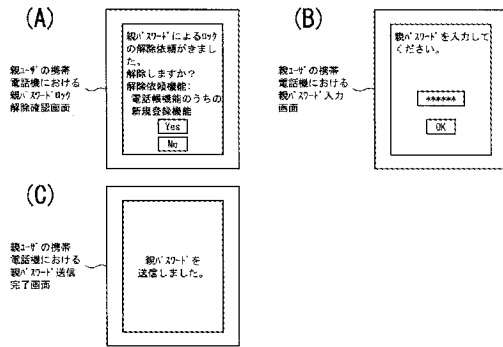 (A)
親ユーザの携帯
電話機における
親パスワードロック
解除確認画面
親パスワードによるロック
の解除依頼がきまし
た。
解除しますか？
解除依頼機能：
電話帳機能のうちの
新規登録機能
Yes
No
(B)
親ユーザの携帯
電話機における
親パスワード入力
画面
親パスワードを入力して
ください。
******
OK
(C)
親ユーザの携帯
電話機における
親パスワード送信
完了画面
親パスワードを
送信しました。